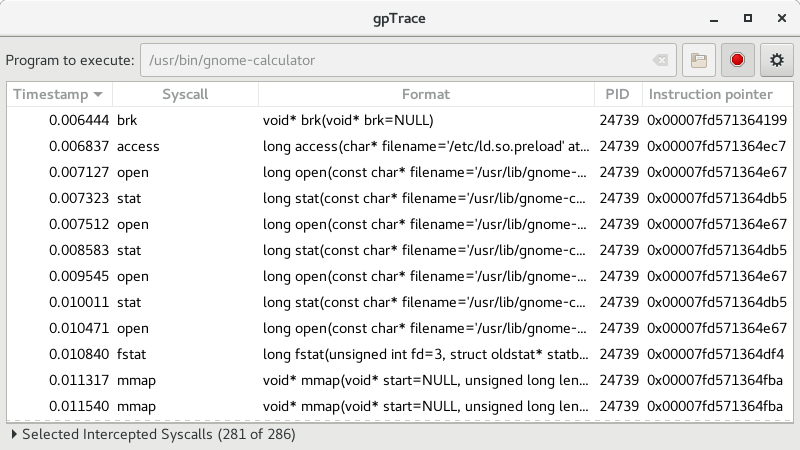 gpTrace
Program to execute: /usr/bin/gnome-calculator
Timestamp Syscall Format PID Instruction pointer
0.006444 brk void* brk(void* brk=NULL) 24739 0x00007fd571364199
0.006837 access long access(char* filename='/etc/ld.so.preload' at... 24739 0x00007fd571364ec7
0.007127 open long open(const char* filename='/usr/lib/gnome-... 24739 0x00007fd571364e67
0.007323 stat long stat(const char* filename='/usr/lib/gnome-c... 24739 0x00007fd571364db5
0.007512 open long open(const char* filename='/usr/lib/gnome-... 24739 0x00007fd571364e67
0.008583 stat long stat(const char* filename='/usr/lib/gnome-c... 24739 0x00007fd571364db5
0.009545 open long open(const char* filename='/usr/lib/gnome-... 24739 0x00007fd571364e67
0.010011 stat long stat(const char* filename='/usr/lib/gnome-c... 24739 0x00007fd571364db5
0.010471 open long open(const char* filename='/usr/lib/gnome-... 24739 0x00007fd571364e67
0.010840 fstat long fstat(unsigned int fd=3, struct oldstat* statb... 24739 0x00007fd571364df4
0.011317 mmap void* mmap(void* start=NULL, unsigned long len... 24739 0x00007fd571364fba
0.011540 mmap void* mmap(void* start=NULL, unsigned long len... 24739 0x00007fd571364fba
Selected Intercepted Syscalls (281 of 286)